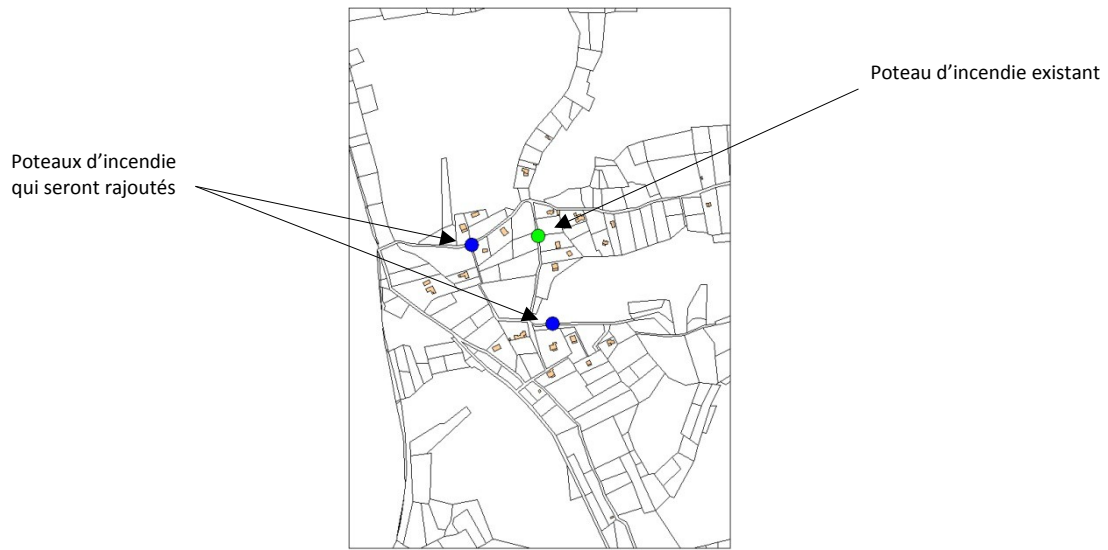 Poteau d’incendie existant
Poteaux d’incendie
qui seront rajoutés